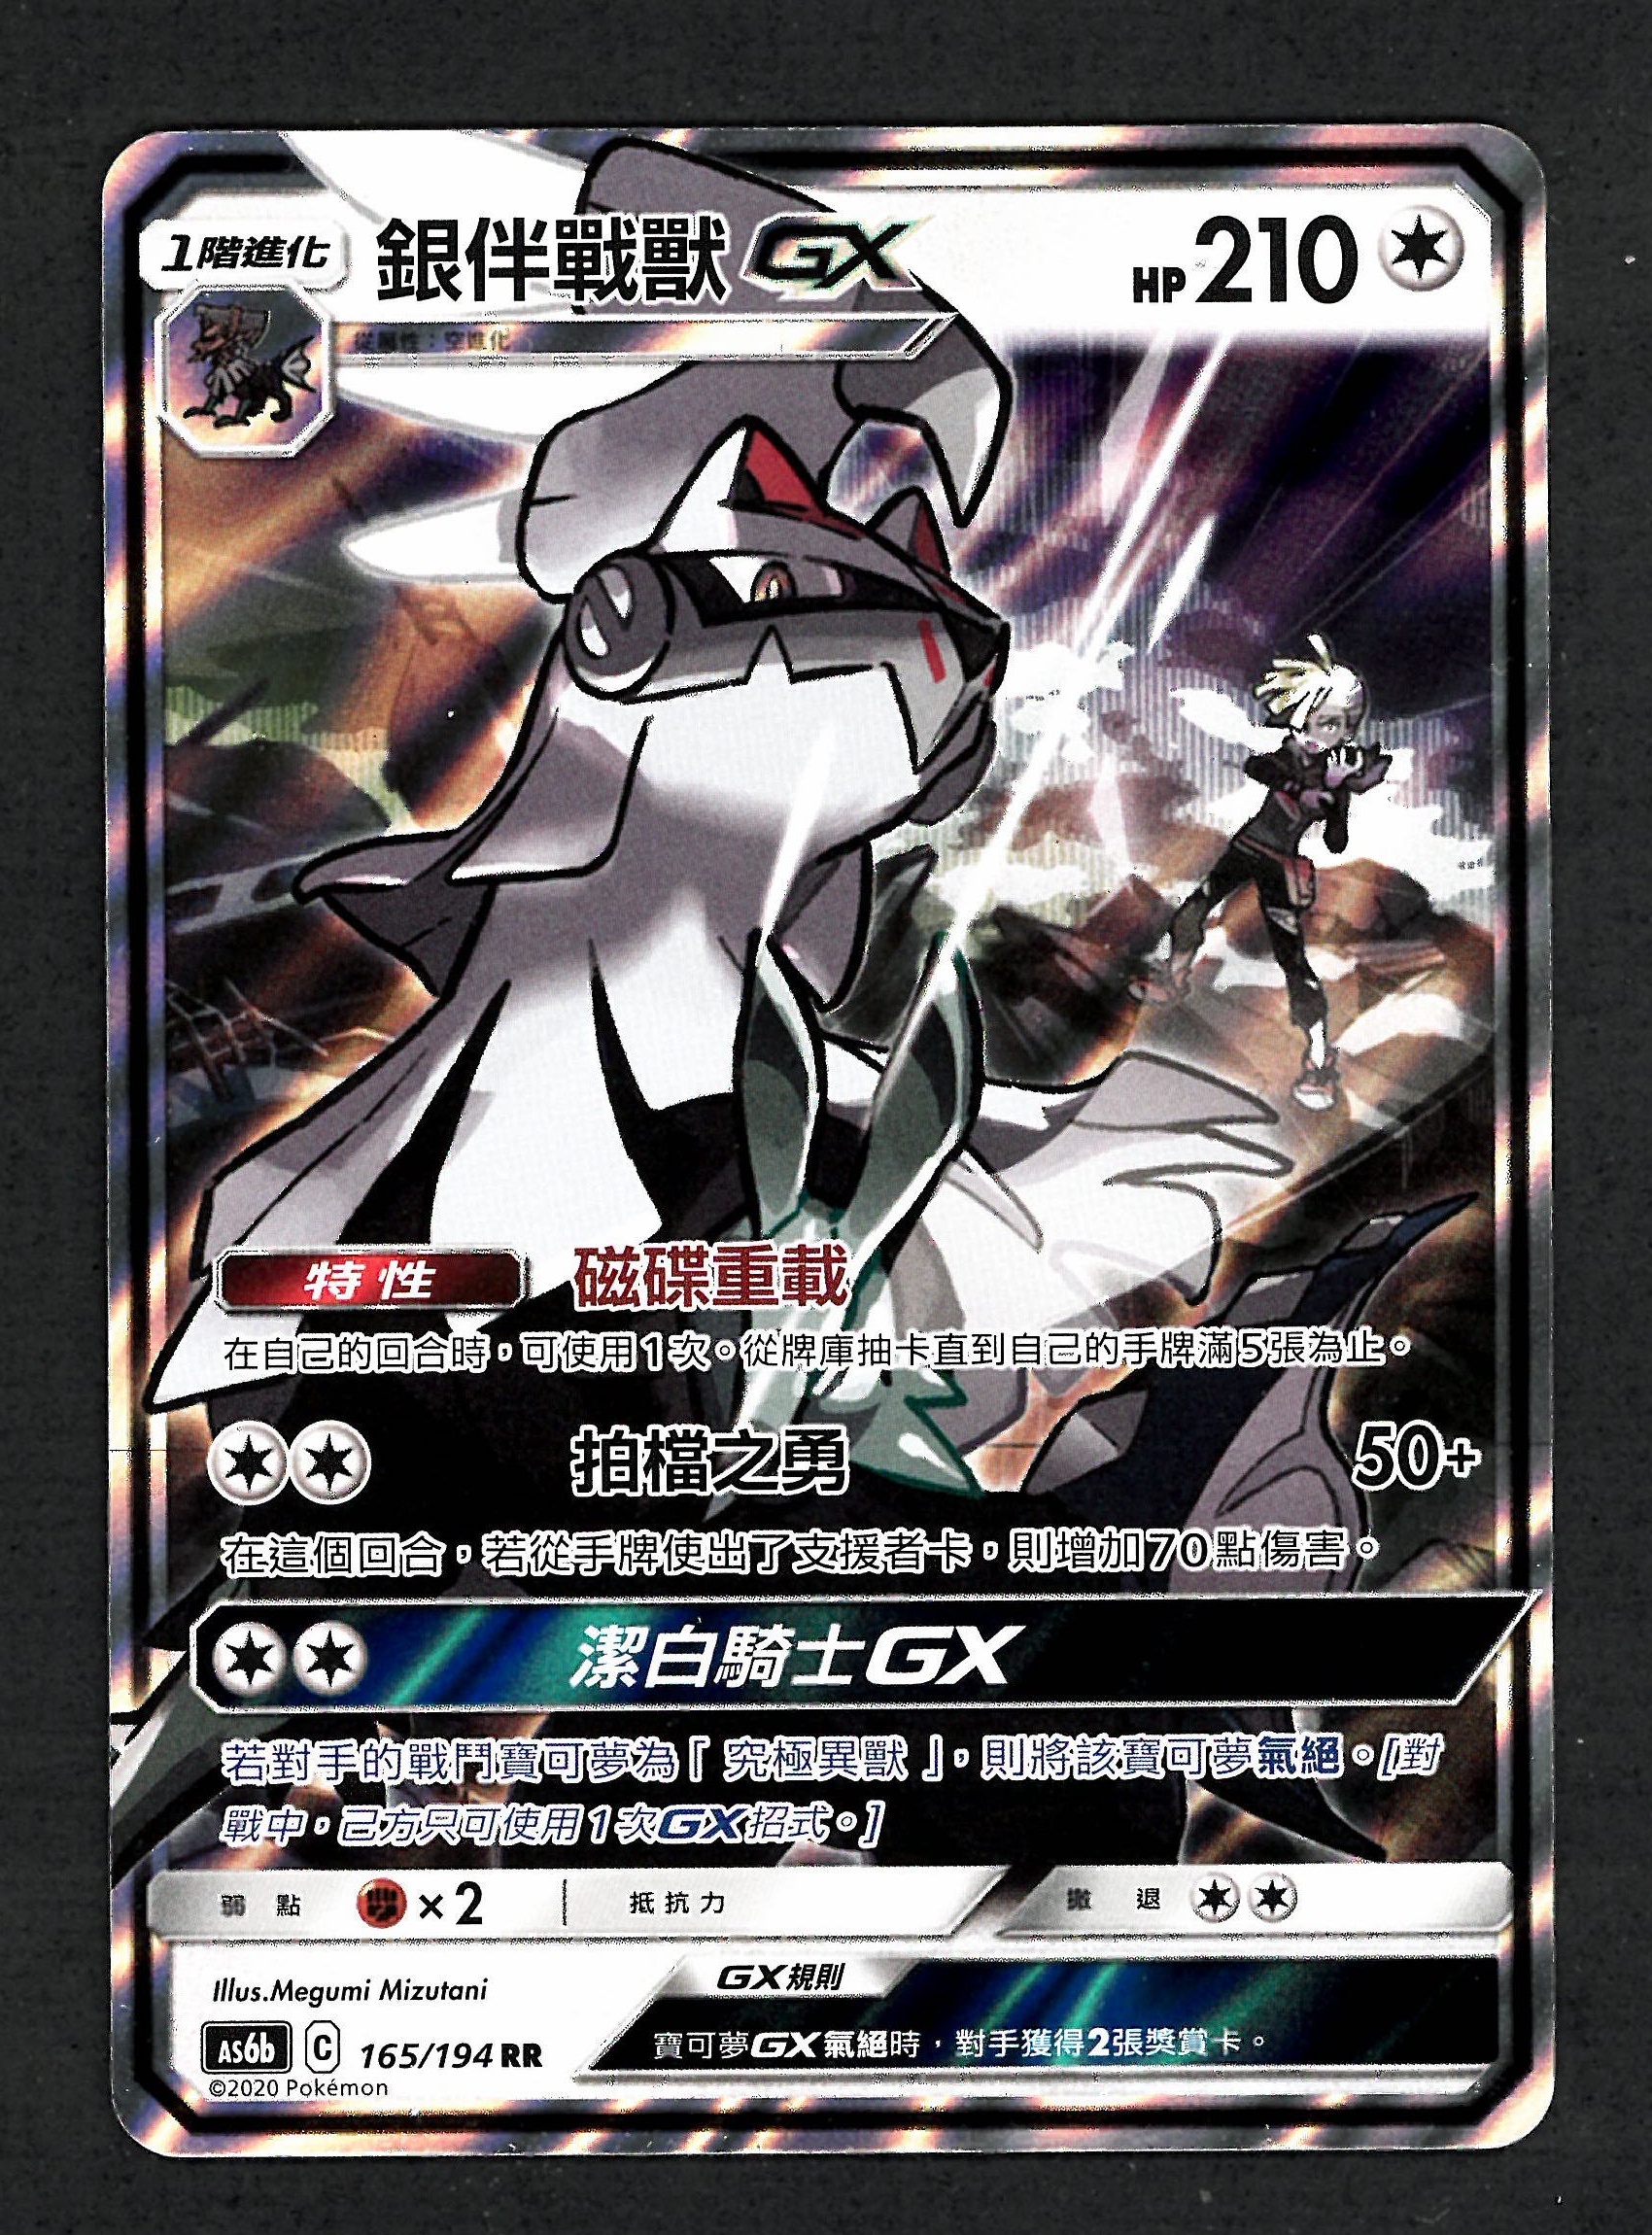 1階進化
銀伴戰獸GX
HP 210
從屬性：空進化
特性 磁碟重載
在自己的回合時，可使用1次。從牌庫抽卡直到自己的手牌滿5張為止。
拍檔之勇 50+
在這個回合，若從手牌使出了支援者卡，則增加70點傷害。
潔白騎士GX
若對手的戰鬥寶可夢為「究極異獸」，則將該寶可夢氣絕。[對
戰中，己方只可使用1次GX招式。]
弱點 ×2 抵抗力 撤退
Illus.Megumi Mizutani
GX規則
AS6b C 165/194 RR
寶可夢GX氣絕時，對手獲得2張獎賞卡。
©2020 Pokémon